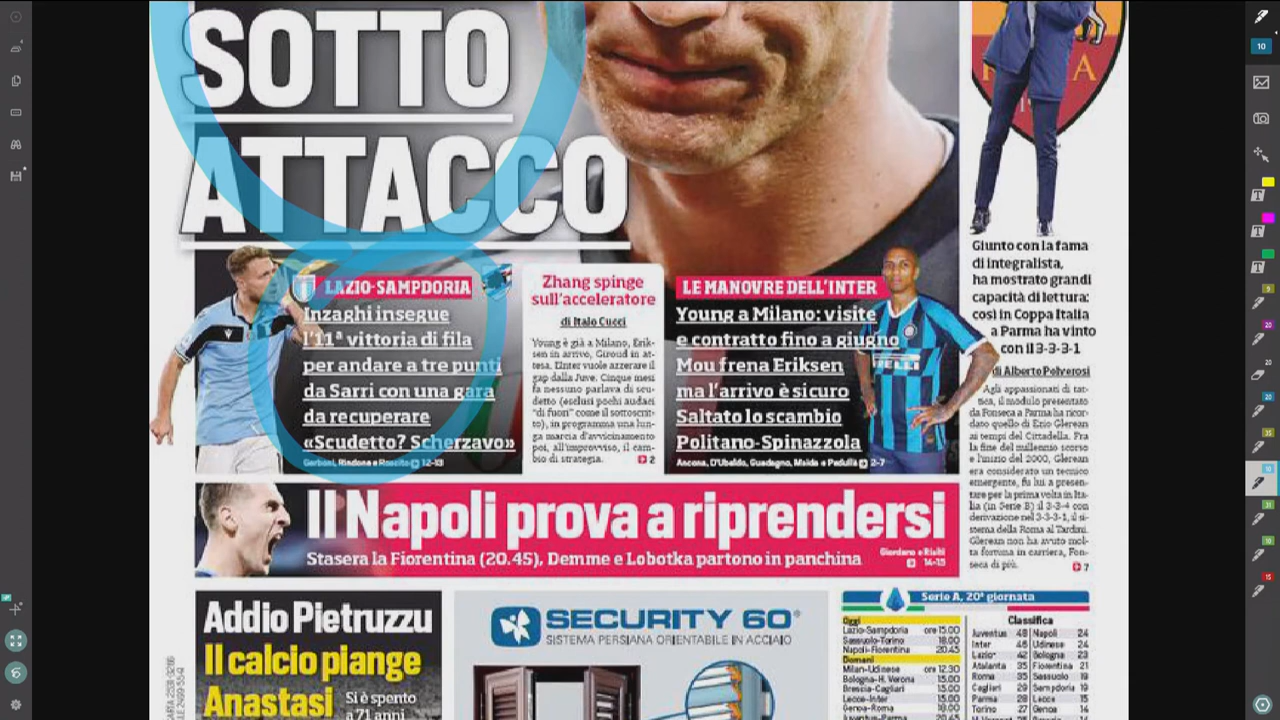 SOTTO
ATTACCO
LAZIO-SAMPDORIA
Inzaghi insegue
l'11ª vittoria di fila
per andare a tre punti
da Sarri con una gara
da recuperare
«Scudetto? Scherzavo»
12-13
Zhang spinge
sull'acceleratore
di Italo Cucci
Young è già a Milano, Erik-
sen in arrivo, Giroud in at-
tesa. L'Inter vuole azzerare il
gap dalla Juve. Cinque mesi
fa nessuno parlava di scu-
detto (esclusi pochi audaci
"di fuori" come il sottoscrit-
to), in programma una lun-
ga marcia d'avvicinamento
poi, all'improvviso, il cam-
bio di strategia. 2
LE MANOVRE DELL'INTER
Young a Milano: visite
e contratto fino a giugno
Mou frena Eriksen
ma l'arrivo è sicuro
Saltato lo scambio
Politano-Spinazzola
Ancona, D'Ubaldo, Guadagno, Maida e Pedullà 2-7
PIRELLI
Giunto con la fama
di integralista,
ha mostrato grandi
capacità di lettura:
così in Coppa Italia
a Parma ha vinto
con il 3-3-3-1
di Alberto Polverosi
Agli appassionati di tat-
tica, il modulo presentato
da Fonseca a Parma ha ricor-
dato quello di Ezio Glerean
ai tempi del Cittadella. Fra
la fine del millennio scorso
e l'inizio del 2000, Glerean
era considerato un tecnico
emergente, fu lui a presen-
tare per la prima volta in Ita-
lia (in Serie B) il 3-3-4 con
derivazione nel 3-3-3-1, il si-
stema della Roma al Tardini.
Glerean non ha avuto mol-
ta fortuna in carriera, Fon-
seca di più. 7
Il Napoli prova a riprendersi
Stasera la Fiorentina (20.45), Demme e Lobotka partono in panchina
Giordano e Rialti
14-15
Addio Pietruzzu
Il calcio piange
Anastasi
Si è spento
a 71 anni
SECURITY 60®
SISTEMA PERSIANA ORIENTABILE IN ACCIAIO
Serie A, 20ª giornata
Oggi
Lazio-Sampdoria ore 15.00
Sassuolo-Torino 18.00
Napoli-Fiorentina 20.45
Domani
Milan-Udinese ore 12.30
Bologna-H. Verona 15.00
Brescia-Cagliari 15.00
Lecce-Inter 15.00
Genoa-Roma 18.00
Juventus-Parma 20.45
Classifica
Juventus 48 Napoli 24
Inter 46 Udinese 24
Lazio* 42 Bologna 23
Atalanta 35 Fiorentina 21
Roma 35 Sassuolo 19
Cagliari 29 Sampdoria 19
Parma 28 Lecce 15
Torino 27 Genoa 14